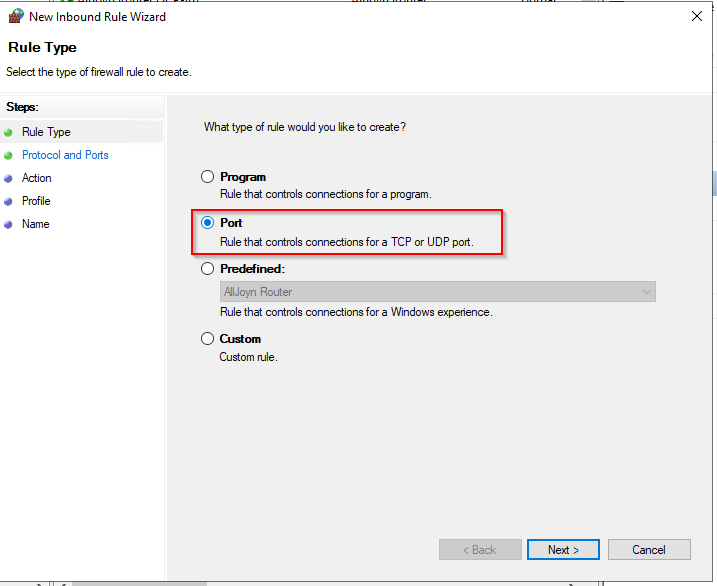 New Inbound Rule Wizard
Rule Type
Select the type of firewall rule to create.
Steps:
Rule Type
Protocol and Ports
Action
Profile
Name
What type of rule would you like to create?
Program
Rule that controls connections for a program.
Port
Rule that controls connections for a TCP or UDP port.
Predefined:
AllJoyn Router
Rule that controls connections for a Windows experience.
Custom
Custom rule.
< Back
Next >
Cancel